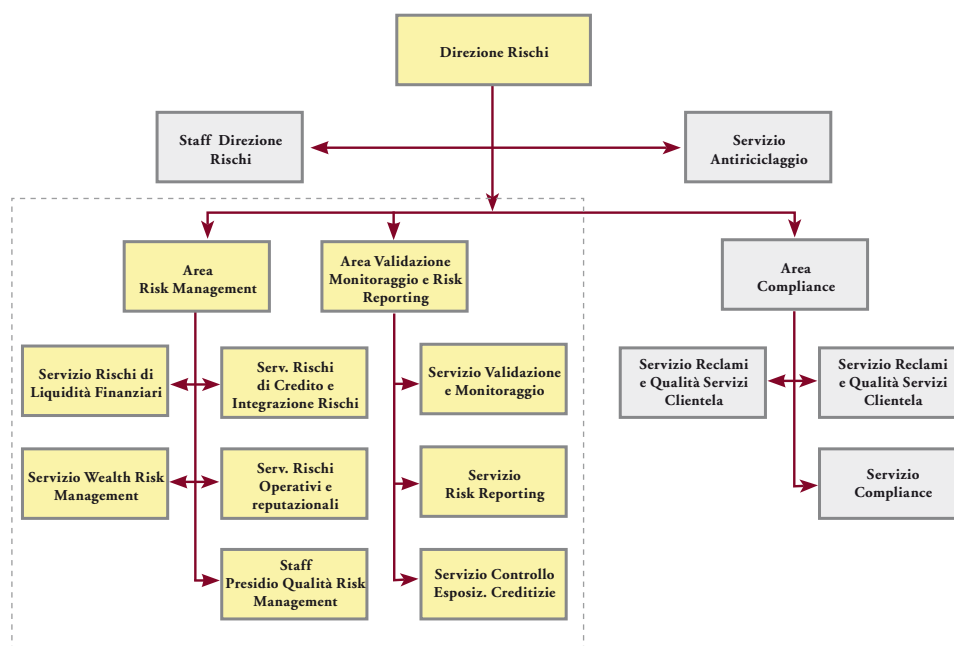 Direzione Rischi
Staff Direzione
Rischi
Servizio
Antiriciclaggio
Area
Risk Management
Area Validazione
Monitoraggio e Risk
Reporting
Area
Compliance
Servizio Rischi di
Liquidità Finanziari
Serv. Rischi
di Credito e
Integrazione Rischi
Servizio Validazione
e Monitoraggio
Servizio Reclami
e Qualità Servizi
Clientela
Servizio Reclami
e Qualità Servizi
Clientela
Servizio Wealth Risk
Management
Serv. Rischi
Operativi e
reputazionali
Servizio
Risk Reporting
Servizio
Compliance
Staff
Presidio Qualità Risk
Management
Servizio Controllo
Esposiz. Creditizie